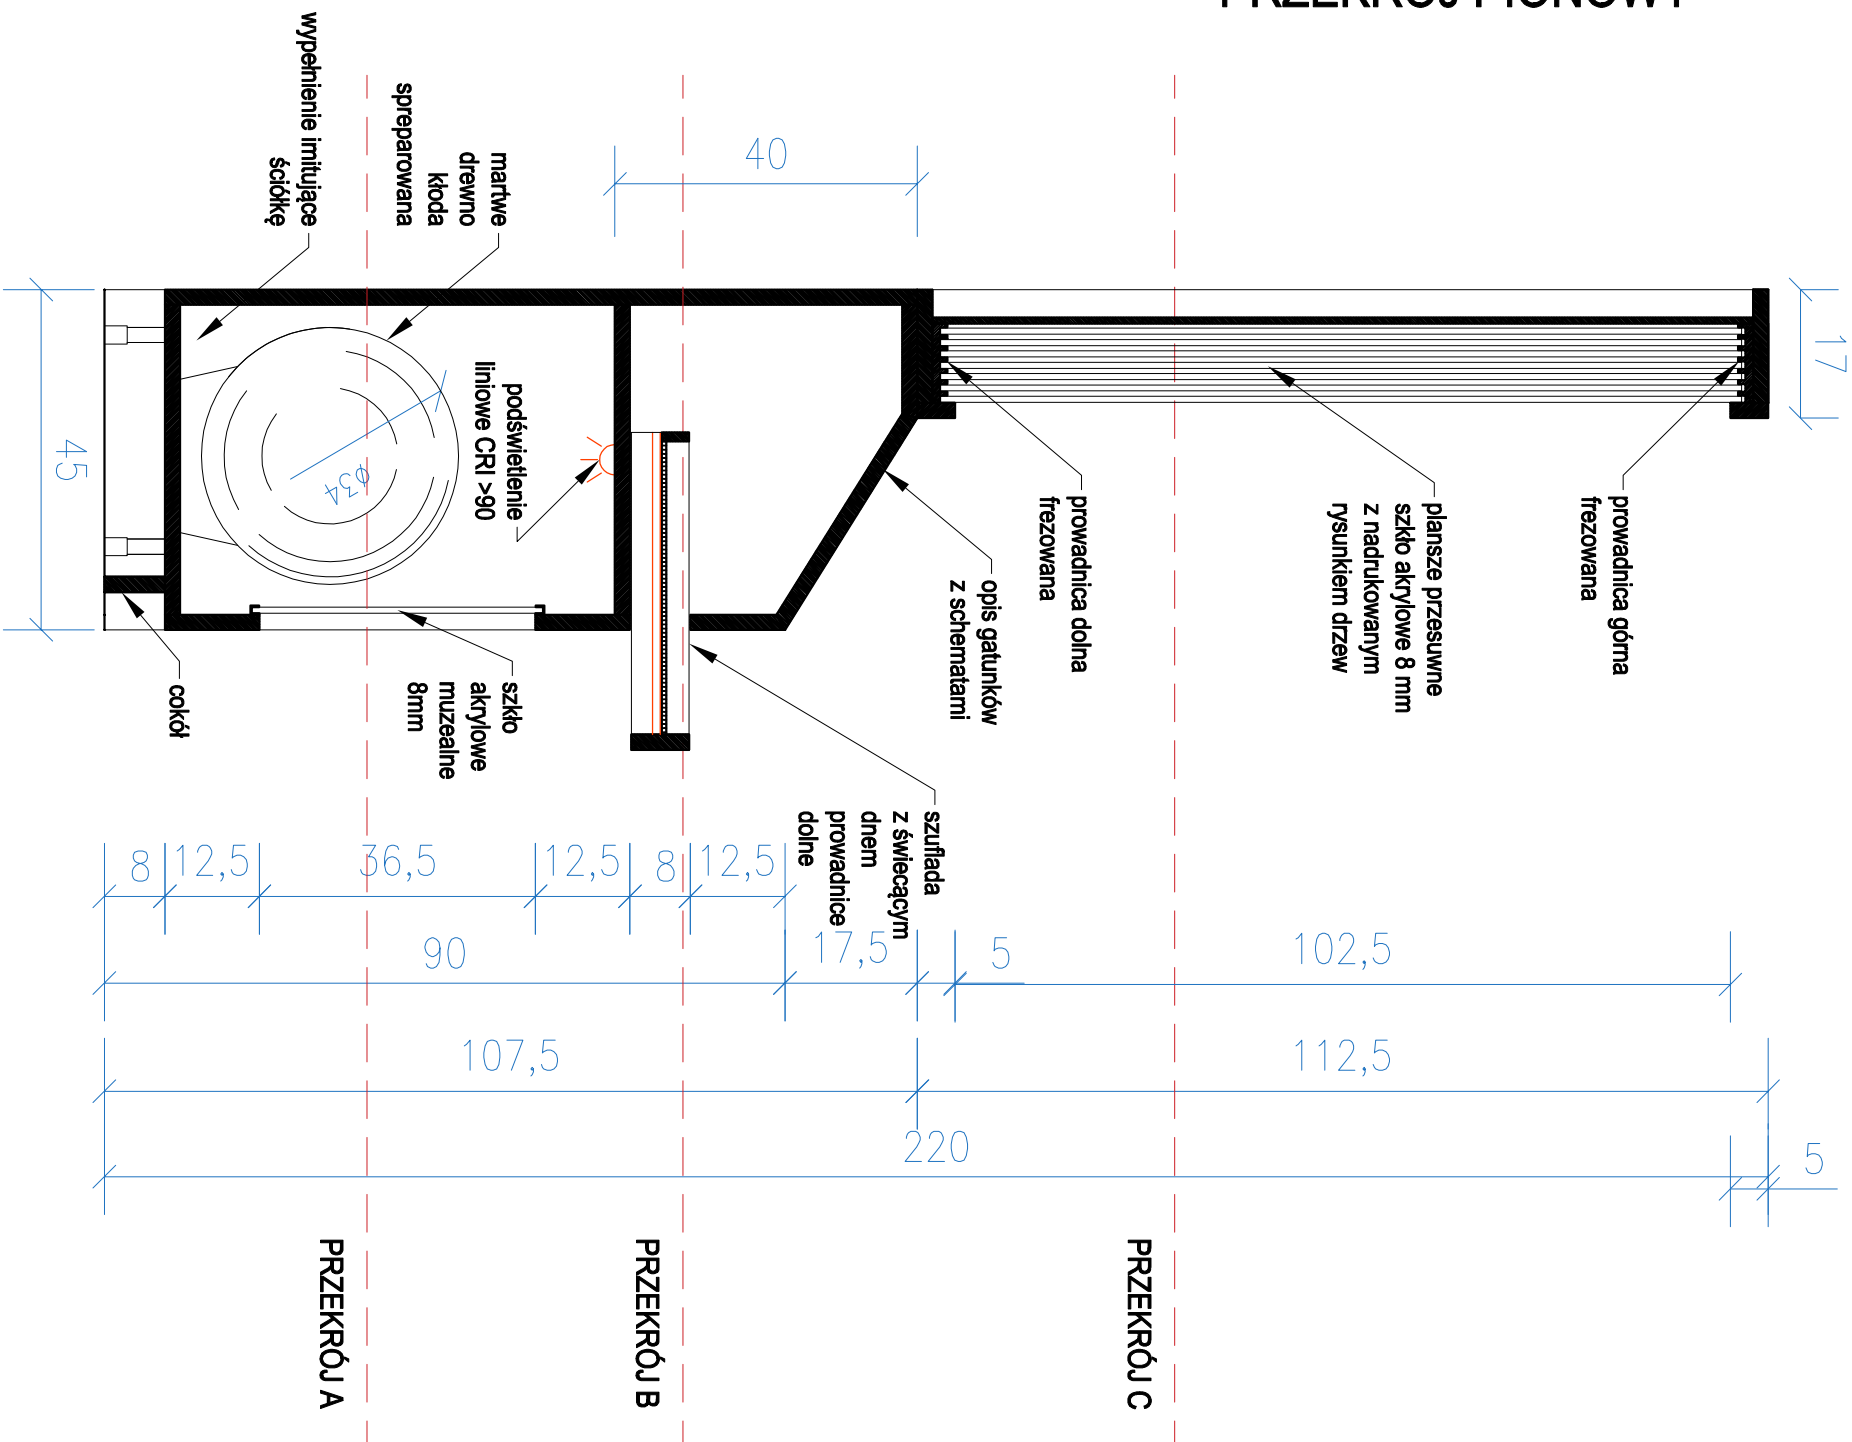 PRZEKRÓJ PIONOWY
wypełnienie imitujące
ściółkę
martwe
drewno
kłoda
spreparowana
40
17
45
φ34
podświetlenie
liniowe CRI >90
prowadnica górna
frezowana
plansze przesuwne
szkło akrylowe 8 mm
z nadrukowanym
rysunkiem drzew
prowadnica dolna
frezowana
opis gatunków
z schematami
szuflada
z świecącym
dnem
prowadnice
dolne
szkło
akrylowe
muzealne
8mm
cokół
8
12,5
36,5
12,5
8
12,5
90
17,5
5
102,5
107,5
112,5
220
5
PRZEKRÓJ A
PRZEKRÓJ B
PRZEKRÓJ C